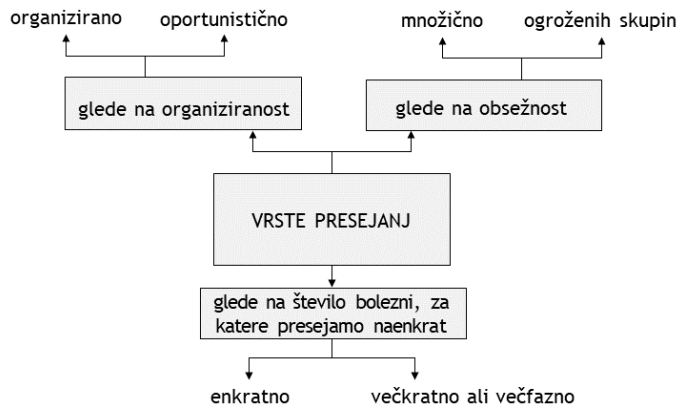 organizirano
oportunistično
množično
ogroženih skupin
glede na organiziranost
glede na obsežnost
VRSTE PRESEJANJ
glede na število bolezni, za
katere presejamo naenkrat
enkratno
večkratno ali večfazno